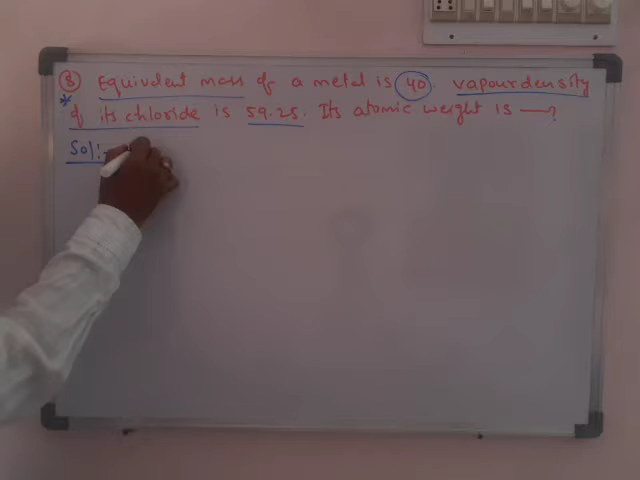 ⑧ Equivalent mass of a metal is 40. vapour density
* of its chloride is 59.25. Its atomic weight is —?
Sol:-